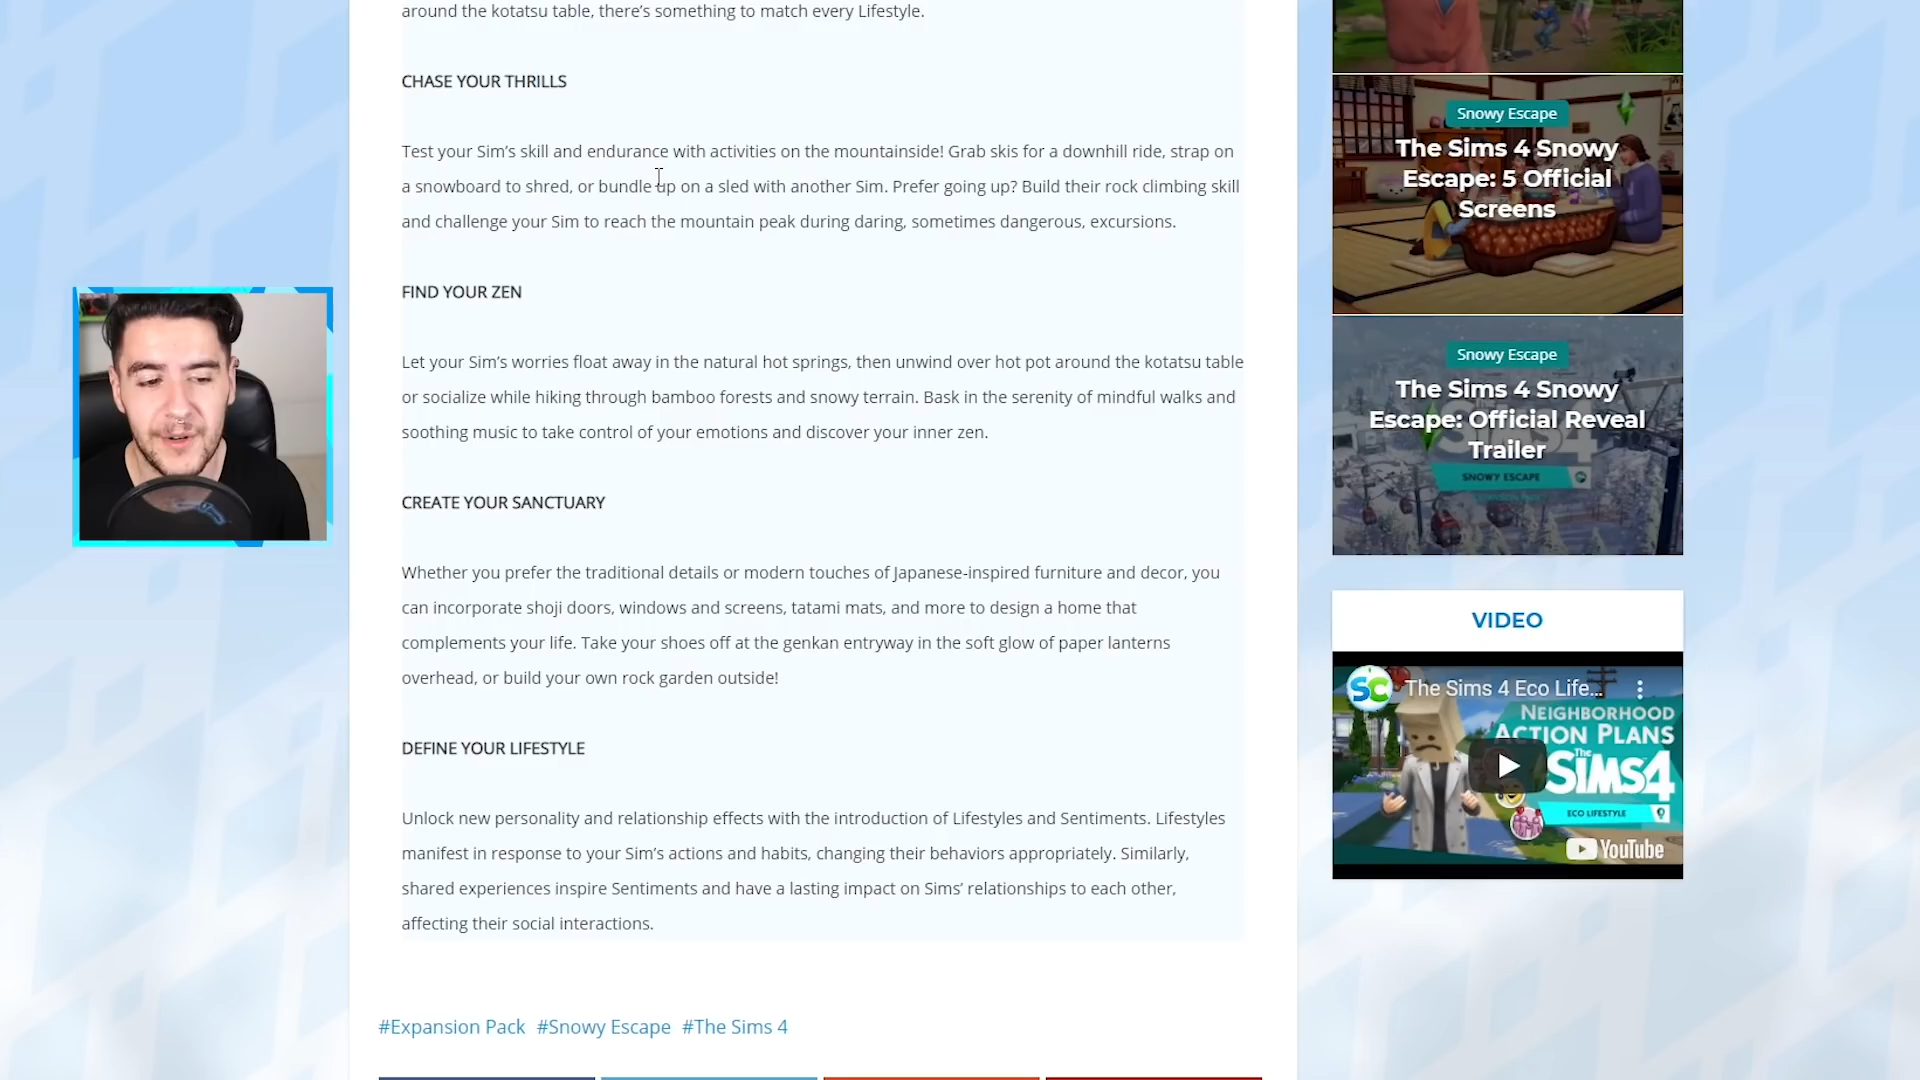 around the kotatsu table, there’s something to match every Lifestyle.
CHASE YOUR THRILLS
Test your Sim’s skill and endurance with activities on the mountainside! Grab skis for a downhill ride, strap on
a snowboard to shred, or bundle up on a sled with another Sim. Prefer going up? Build their rock climbing skill
and challenge your Sim to reach the mountain peak during daring, sometimes dangerous, excursions.
FIND YOUR ZEN
Let your Sim’s worries float away in the natural hot springs, then unwind over hot pot around the kotatsu table
or socialize while hiking through bamboo forests and snowy terrain. Bask in the serenity of mindful walks and
soothing music to take control of your emotions and discover your inner zen.
CREATE YOUR SANCTUARY
Whether you prefer the traditional details or modern touches of Japanese-inspired furniture and decor, you
can incorporate shoji doors, windows and screens, tatami mats, and more to design a home that
complements your life. Take your shoes off at the genkan entryway in the soft glow of paper lanterns
overhead, or build your own rock garden outside!
DEFINE YOUR LIFESTYLE
Unlock new personality and relationship effects with the introduction of Lifestyles and Sentiments. Lifestyles
manifest in response to your Sim’s actions and habits, changing their behaviors appropriately. Similarly,
shared experiences inspire Sentiments and have a lasting impact on Sims’ relationships to each other,
affecting their social interactions.
#Expansion Pack #Snowy Escape #The Sims 4
Snowy Escape
The Sims 4 Snowy
Escape: 5 Official
Screens
Snowy Escape
The Sims 4 Snowy
Escape: Official Reveal
Trailer
SNOWY ESCAPE
VIDEO
SC
The Sims 4 Eco Life...
NEIGHBORHOOD
ACTION PLANS
The
SIMS4
ECO LIFESTYLE
YouTube